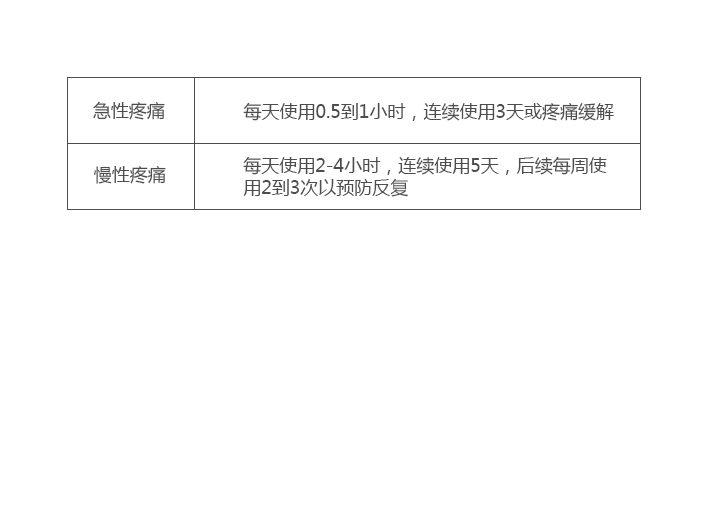 急性疼痛
每天使用0.5到1小时，连续使用3天或疼痛缓解
慢性疼痛
每天使用2-4小时，连续使用5天，后续每周使
用2到3次以预防反复